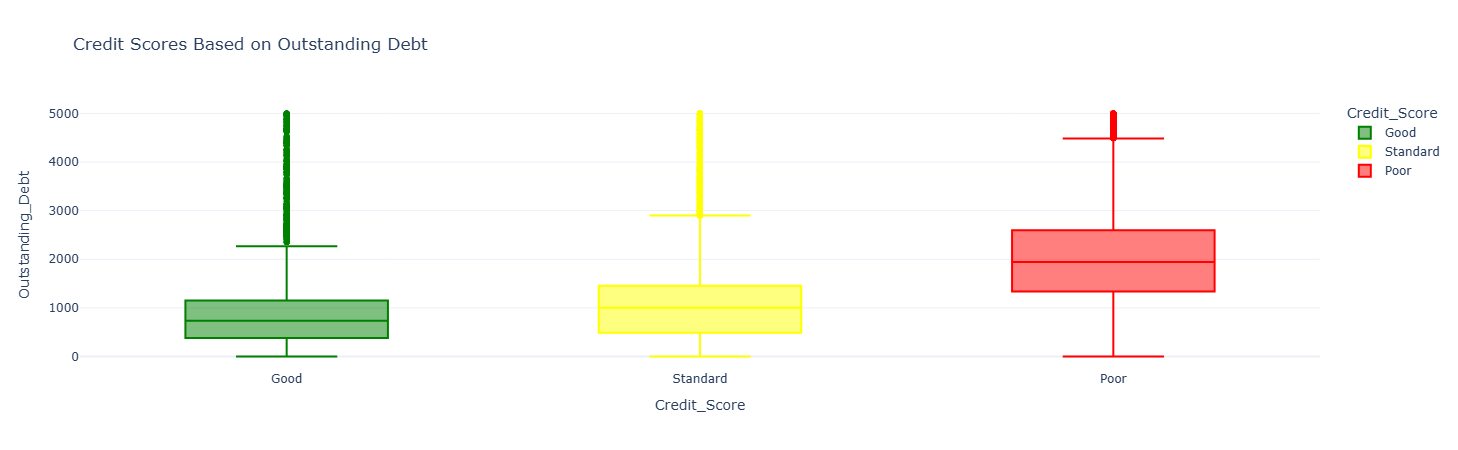 Credit Scores Based on Outstanding Debt
Outstanding_Debt
5000
4000
3000
2000
1000
0
Good
Standard
Poor
Credit_Score
Credit_Score
Good
Standard
Poor